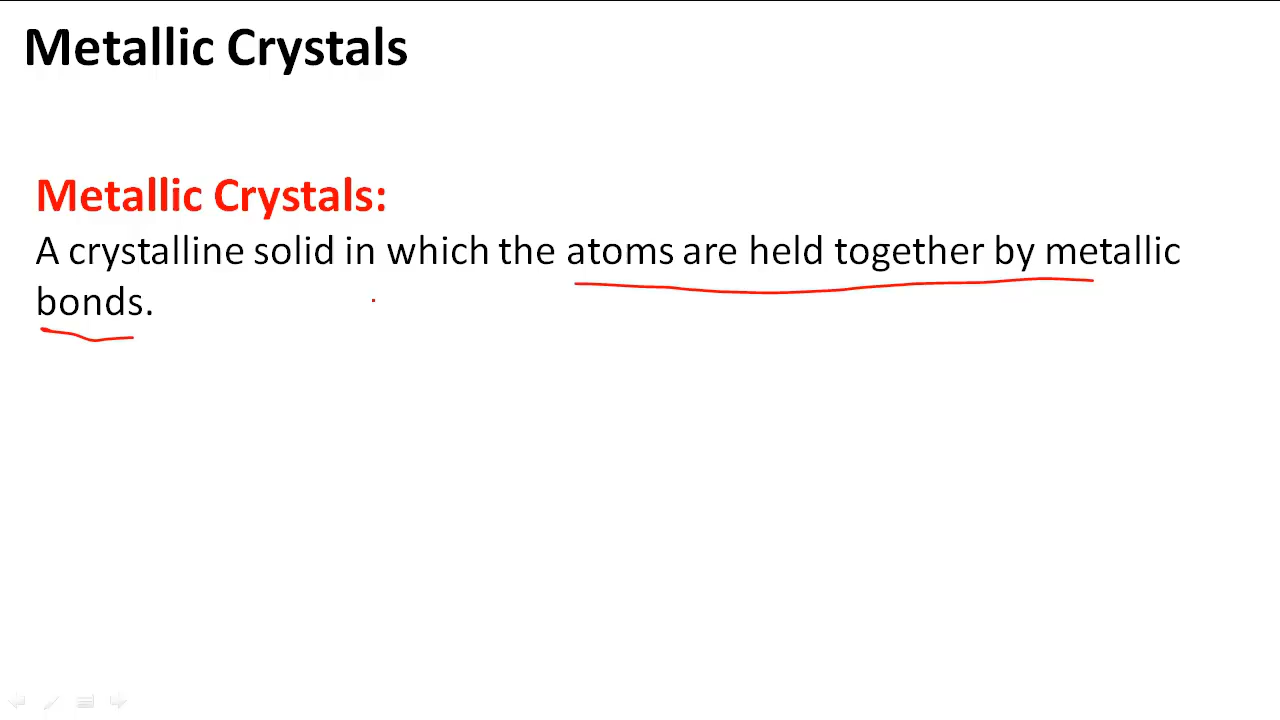 Metallic Crystals
Metallic Crystals:
A crystalline solid in which the atoms are held together by metallic
bonds.